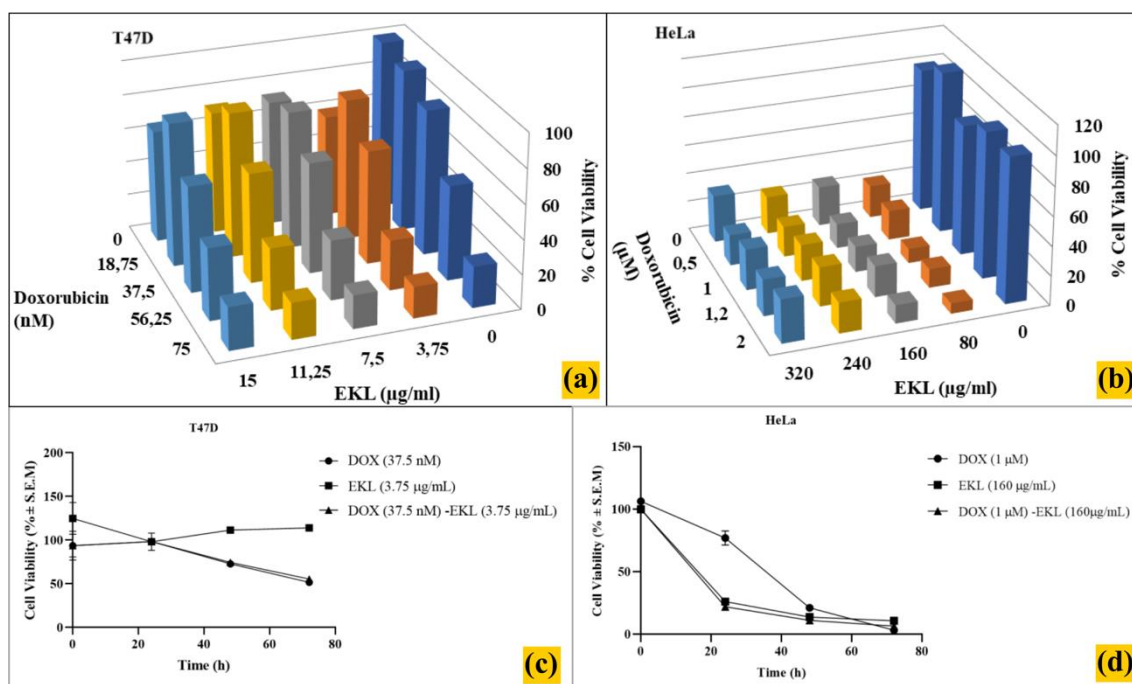 T47D
100
80
60
40
20
0
% Cell Viability
0
18,75
37,5
56,25
75
Doxorubicin
(nM)
15
11,25
7,5
3,75
0
EKL (µg/ml)
(a)
HeLa
120
100
80
60
40
20
0
% Cell Viability
0
0,5
1
1,2
2
Doxorubicin
(µM)
320
240
160
80
0
EKL (µg/ml)
(b)
T47D
Cell Viability (% ± S.E.M)
200
150
100
50
0
0
20
40
60
80
Time (h)
DOX (37.5 nM)
EKL (3.75 µg/mL)
DOX (37.5 nM) -EKL (3.75 µg/mL)
(c)
HeLa
Cell Viability (% ± S.E.M)
150
100
50
0
0
20
40
60
80
Time (h)
DOX (1 µM)
EKL (160 µg/mL)
DOX (1 µM) -EKL (160µg/mL)
(d)